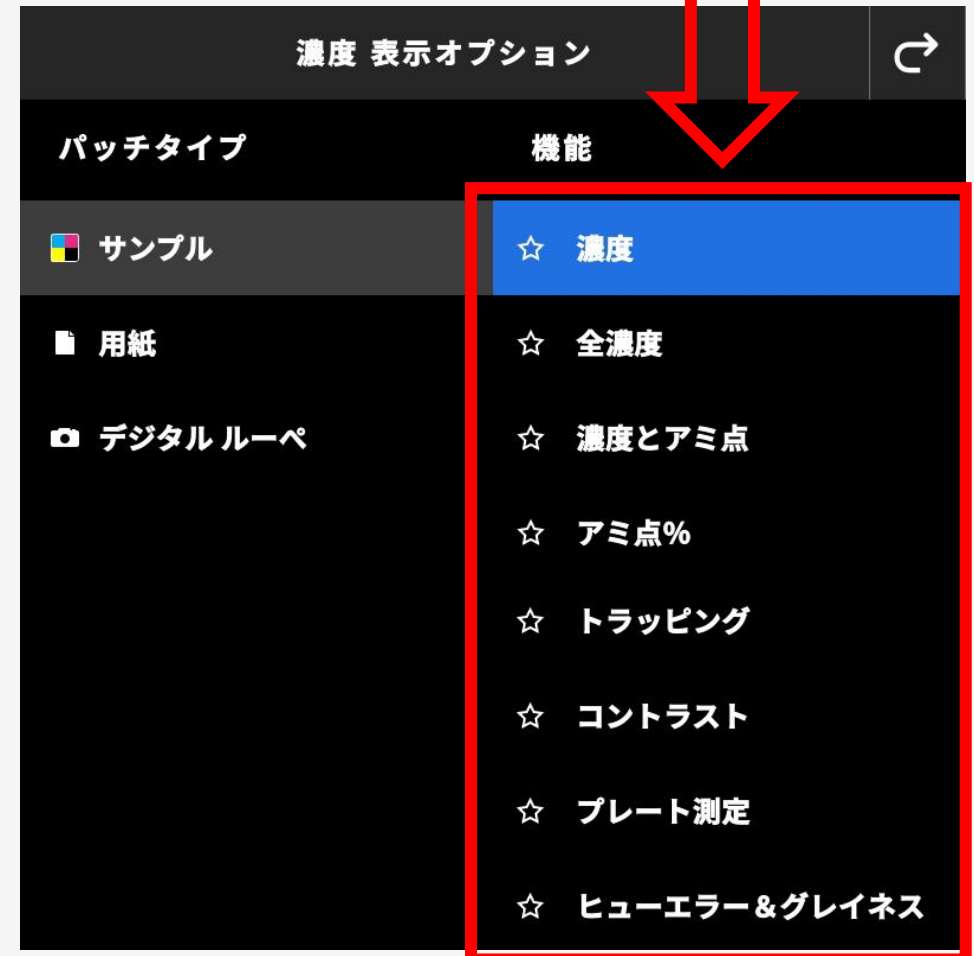 濃度 表示オプション
パッチタイプ
機能
サンプル
濃度
用紙
全濃度
デジタル ルーペ
濃度とアミ点
アミ点%
トラッピング
コントラスト
プレート測定
ヒューエラー&グレイネス